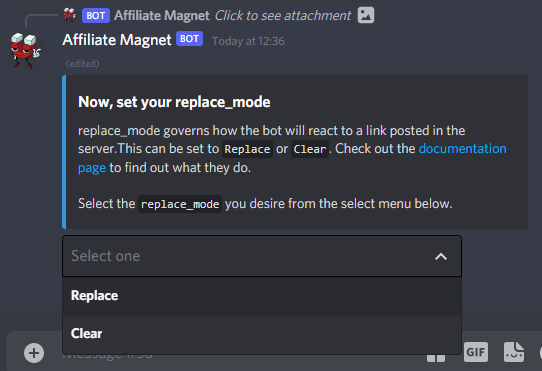 BOT Affiliate Magnet Click to see attachment
Affiliate Magnet BOT Today at 12:36
(edited)
Now, set your replace_mode
replace_mode governs how the bot will react to a link posted in the
server.This can be set to Replace or Clear. Check out the documentation
page to find out what they do.
Select the replace_mode you desire from the select menu below.
Select one
Replace
Clear
Message
GIF